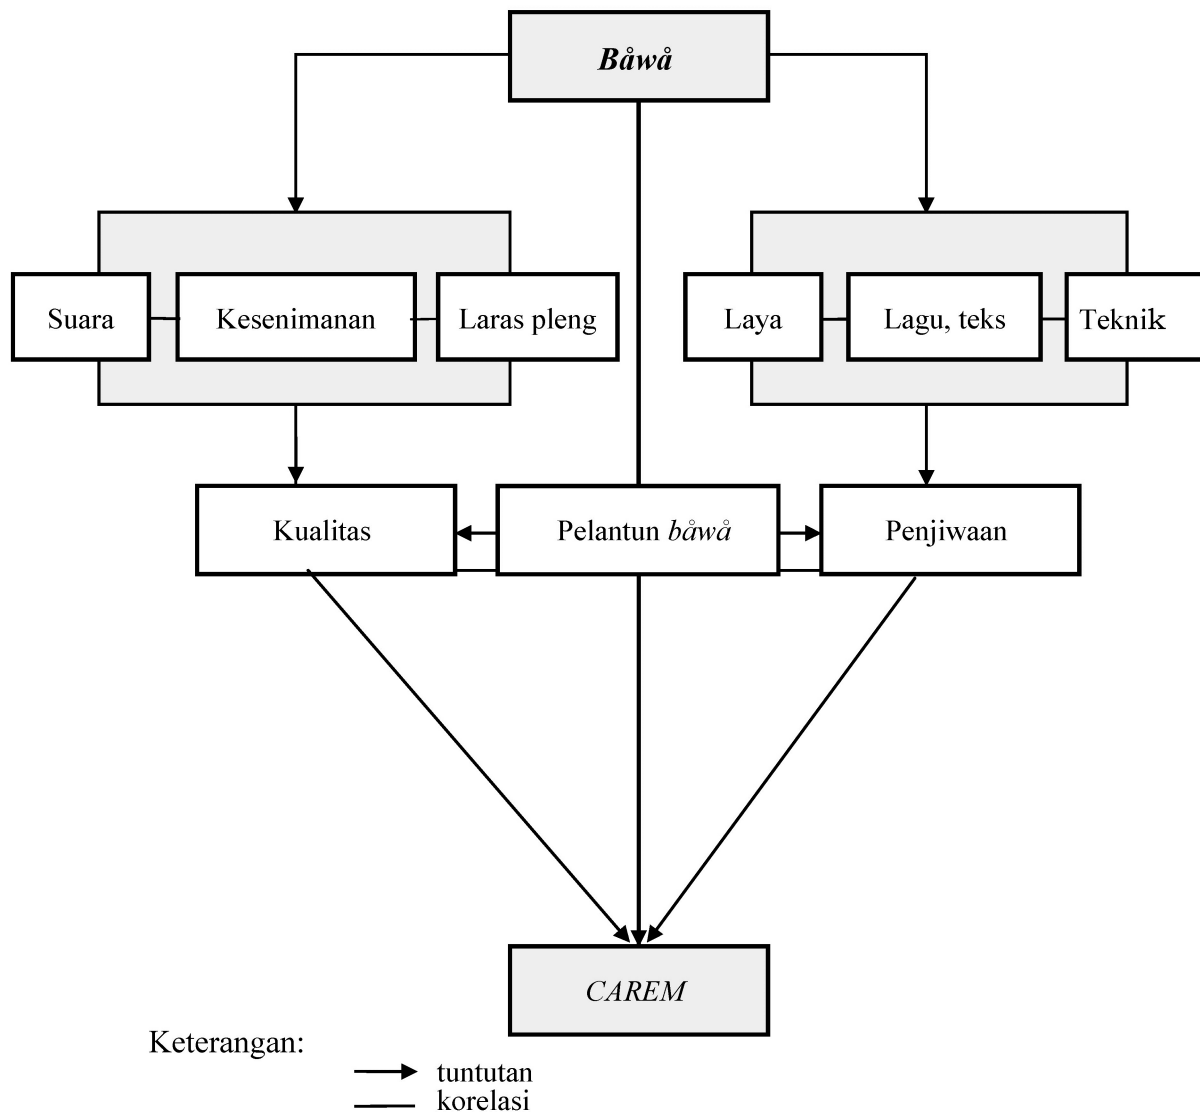 Båwå
Suara
Kesenimanan
Laras pleng
Laya
Lagu, teks
Teknik
Kualitas
Pelantun båwå
Penjiwaan
CAREM
Keterangan:
tuntutan
korelasi